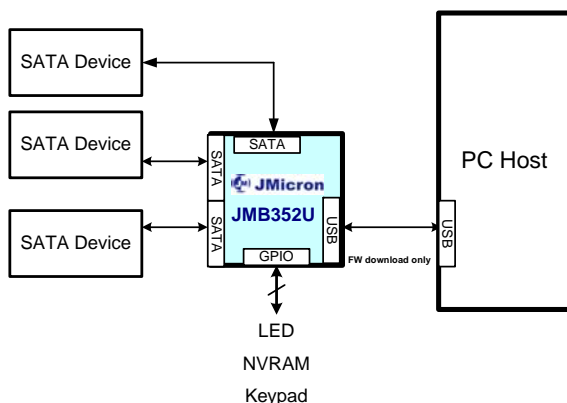 SATA Device
SATA Device
SATA Device
SATA
SATA
SATA
JMicron
JMB352U
USB
GPIO
FW download only
USB
PC Host
LED
NVRAM
Keypad